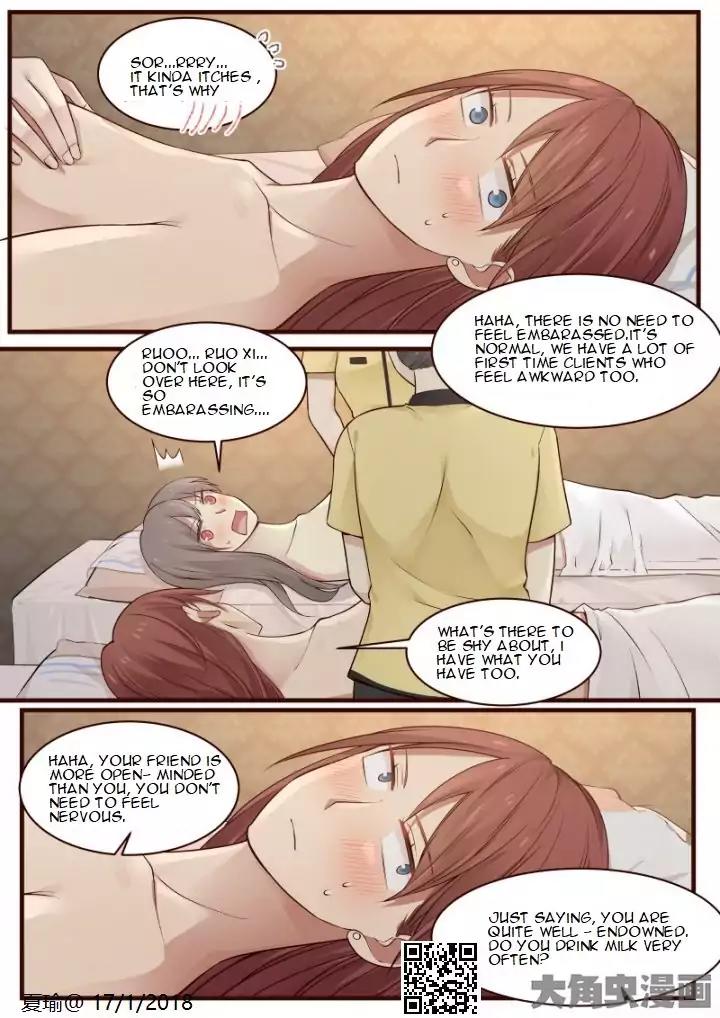 SOR...RRRY...
IT KINDA ITCHES ,
THAT'S WHY
HAHA, THERE IS NO NEED TO
FEEL EMBARASSED.IT'S
NORMAL, WE HAVE A LOT OF
FIRST TIME CLIENTS WHO
FEEL AWKWARD TOO.
RUOO... RUO XI...
DON'T LOOK
OVER HERE, IT'S
SO
EMBARASSING....
WHAT'S THERE TO
BE SHY ABOUT, I
HAVE WHAT YOU
HAVE TOO.
HAHA, YOUR FRIEND IS
MORE OPEN- MINDED
THAN YOU, YOU DON'T
NEED TO FEEL
NERVOUS.
JUST SAYING, YOU ARE
QUITE WELL - ENDOWED.
DO YOU DRINK MILK VERY
OFTEN?
夏瑜@ 17/1/2018
大角虫漫画